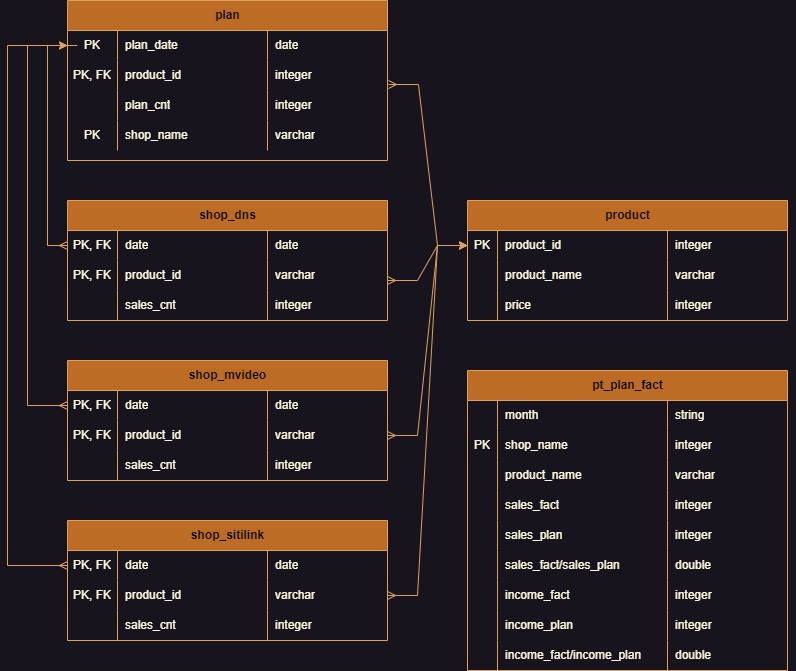 plan
PK plan_date date
PK, FK product_id integer
plan_cnt integer
PK shop_name varchar
shop_dns
PK, FK date date
PK, FK product_id varchar
sales_cnt integer
shop_mvideo
PK, FK date date
PK, FK product_id varchar
sales_cnt integer
shop_sitilink
PK, FK date date
PK, FK product_id varchar
sales_cnt integer
product
PK product_id integer
product_name varchar
price integer
pt_plan_fact
month string
PK shop_name integer
product_name varchar
sales_fact integer
sales_plan integer
sales_fact/sales_plan double
income_fact integer
income_plan integer
income_fact/income_plan double